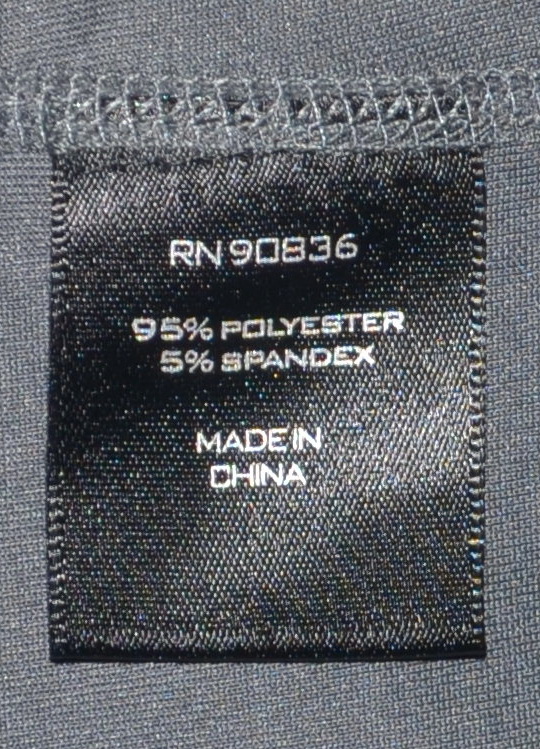 RN 90836
95% POLYESTER
5% SPANDEX
MADE IN
CHINA